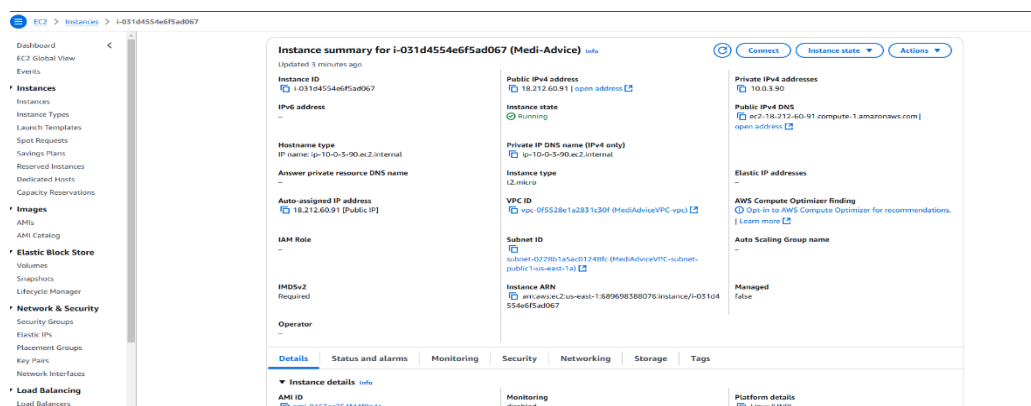 EC2 > Instances > i-031d4554e6f5ad067
Dashboard
EC2 Global View
Events
Instances
Instances
Instance Types
Launch Templates
Spot Requests
Savings Plans
Reserved Instances
Dedicated Hosts
Capacity Reservations
Images
AMIs
AMI Catalog
Elastic Block Store
Volumes
Snapshots
Lifecycle Manager
Network & Security
Security Groups
Elastic IPs
Placement Groups
Key Pairs
Network Interfaces
Load Balancing
Load Balancers
Instance summary for i-031d4554e6f5ad067 (Medi-Advice) Info
Connect
Instance state
Actions
Updated 3 minutes ago
Instance ID
i-031d4554e6f5ad067
Public IPv4 address
18.212.60.91 | open address
Private IPv4 addresses
10.0.3.90
IPv6 address
–
Instance state
Running
Public IPv4 DNS
ec2-18-212-60-91.compute-1.amazonaws.com |
open address
Hostname type
IP name: ip-10-0-3-90.ec2.internal
Private IP DNS name (IPv4 only)
ip-10-0-3-90.ec2.internal
Answer private resource DNS name
–
Instance type
t2.micro
Elastic IP addresses
–
Auto-assigned IP address
18.212.60.91 [Public IP]
VPC ID
vpc-0f5528e1a2831c30f (MediAdviceVPC-vpc)
AWS Compute Optimizer finding
Opt-in to AWS Compute Optimizer for recommendations.
| Learn more
IAM Role
–
Subnet ID
subnet-0228b1a5ac01248fc (MediAdviceVPC-subnet-
public1-us-east-1a)
Auto Scaling Group name
–
IMDSv2
Required
Instance ARN
arn:aws:ec2:us-east-1:689698388076:instance/i-031d4
554e6f5ad067
Managed
false
Operator
–
Details
Status and alarms
Monitoring
Security
Networking
Storage
Tags
Instance details Info
AMI ID
Monitoring
disabled
Platform details
Linux/UNIX